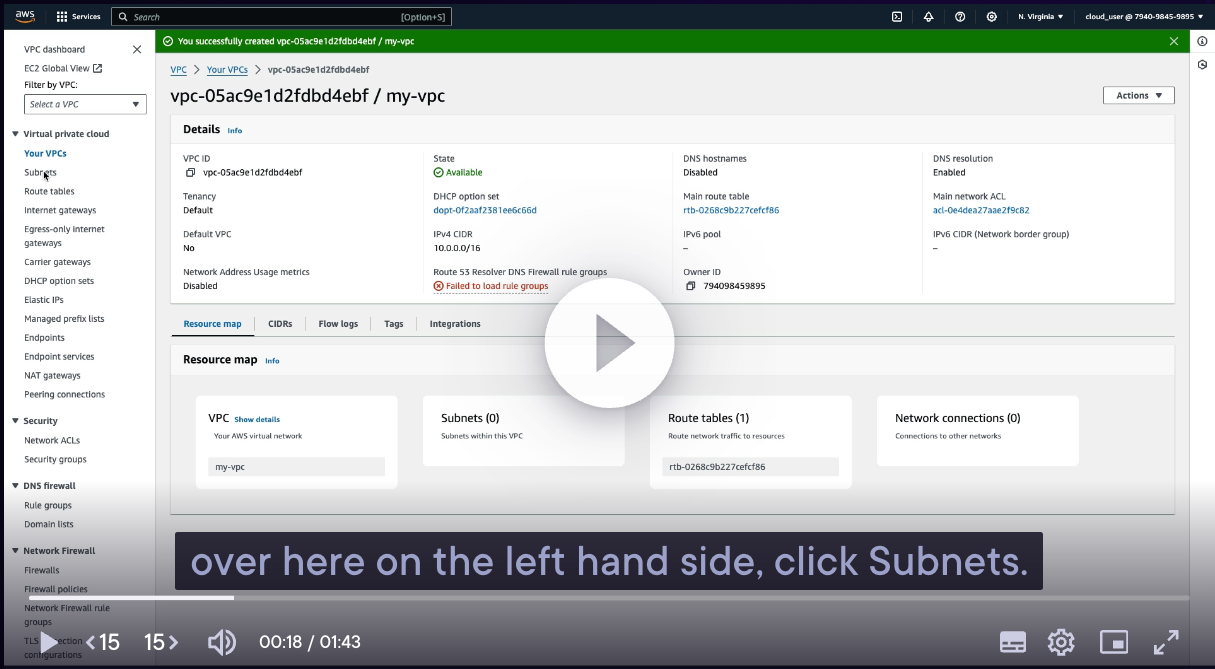 aws
Services
Search
[Option+S]
N. Virginia
cloud_user @ 7940-9845-9895
VPC dashboard
EC2 Global View
Filter by VPC:
Select a VPC
Virtual private cloud
Your VPCs
Subnets
Route tables
Internet gateways
Egress-only internet
gateways
Carrier gateways
DHCP option sets
Elastic IPs
Managed prefix lists
Endpoints
Endpoint services
NAT gateways
Peering connections
Security
Network ACLs
Security groups
DNS firewall
Rule groups
Domain lists
Network Firewall
Firewalls
Firewall policies
Network Firewall rule
groups
configurations
You successfully created vpc-05ac9e1d2fdbd4ebf / my-vpc
VPC
Your VPCs
vpc-05ac9e1d2fdbd4ebf
vpc-05ac9e1d2fdbd4ebf / my-vpc
Actions
Details Info
VPC ID
vpc-05ac9e1d2fdbd4ebf
State
Available
DNS hostnames
Disabled
DNS resolution
Enabled
Tenancy
Default
DHCP option set
dopt-0f2aaf2381ee6c66d
Main route table
rtb-0268c9b227cefcf86
Main network ACL
acl-0e4dea27aae2f9c82
Default VPC
No
IPv4 CIDR
10.0.0.0/16
IPv6 pool
–
IPv6 CIDR (Network border group)
–
Network Address Usage metrics
Disabled
Route 53 Resolver DNS Firewall rule groups
Failed to load rule groups
Owner ID
794098459895
Resource map
CIDRs
Flow logs
Tags
Integrations
Resource map Info
VPC Show details
Your AWS virtual network
my-vpc
Subnets (0)
Subnets within this VPC
Route tables (1)
Route network traffic to resources
rtb-0268c9b227cefcf86
Network connections (0)
Connections to other networks
over here on the left hand side, click Subnets.
15
15
00:18 / 01:43